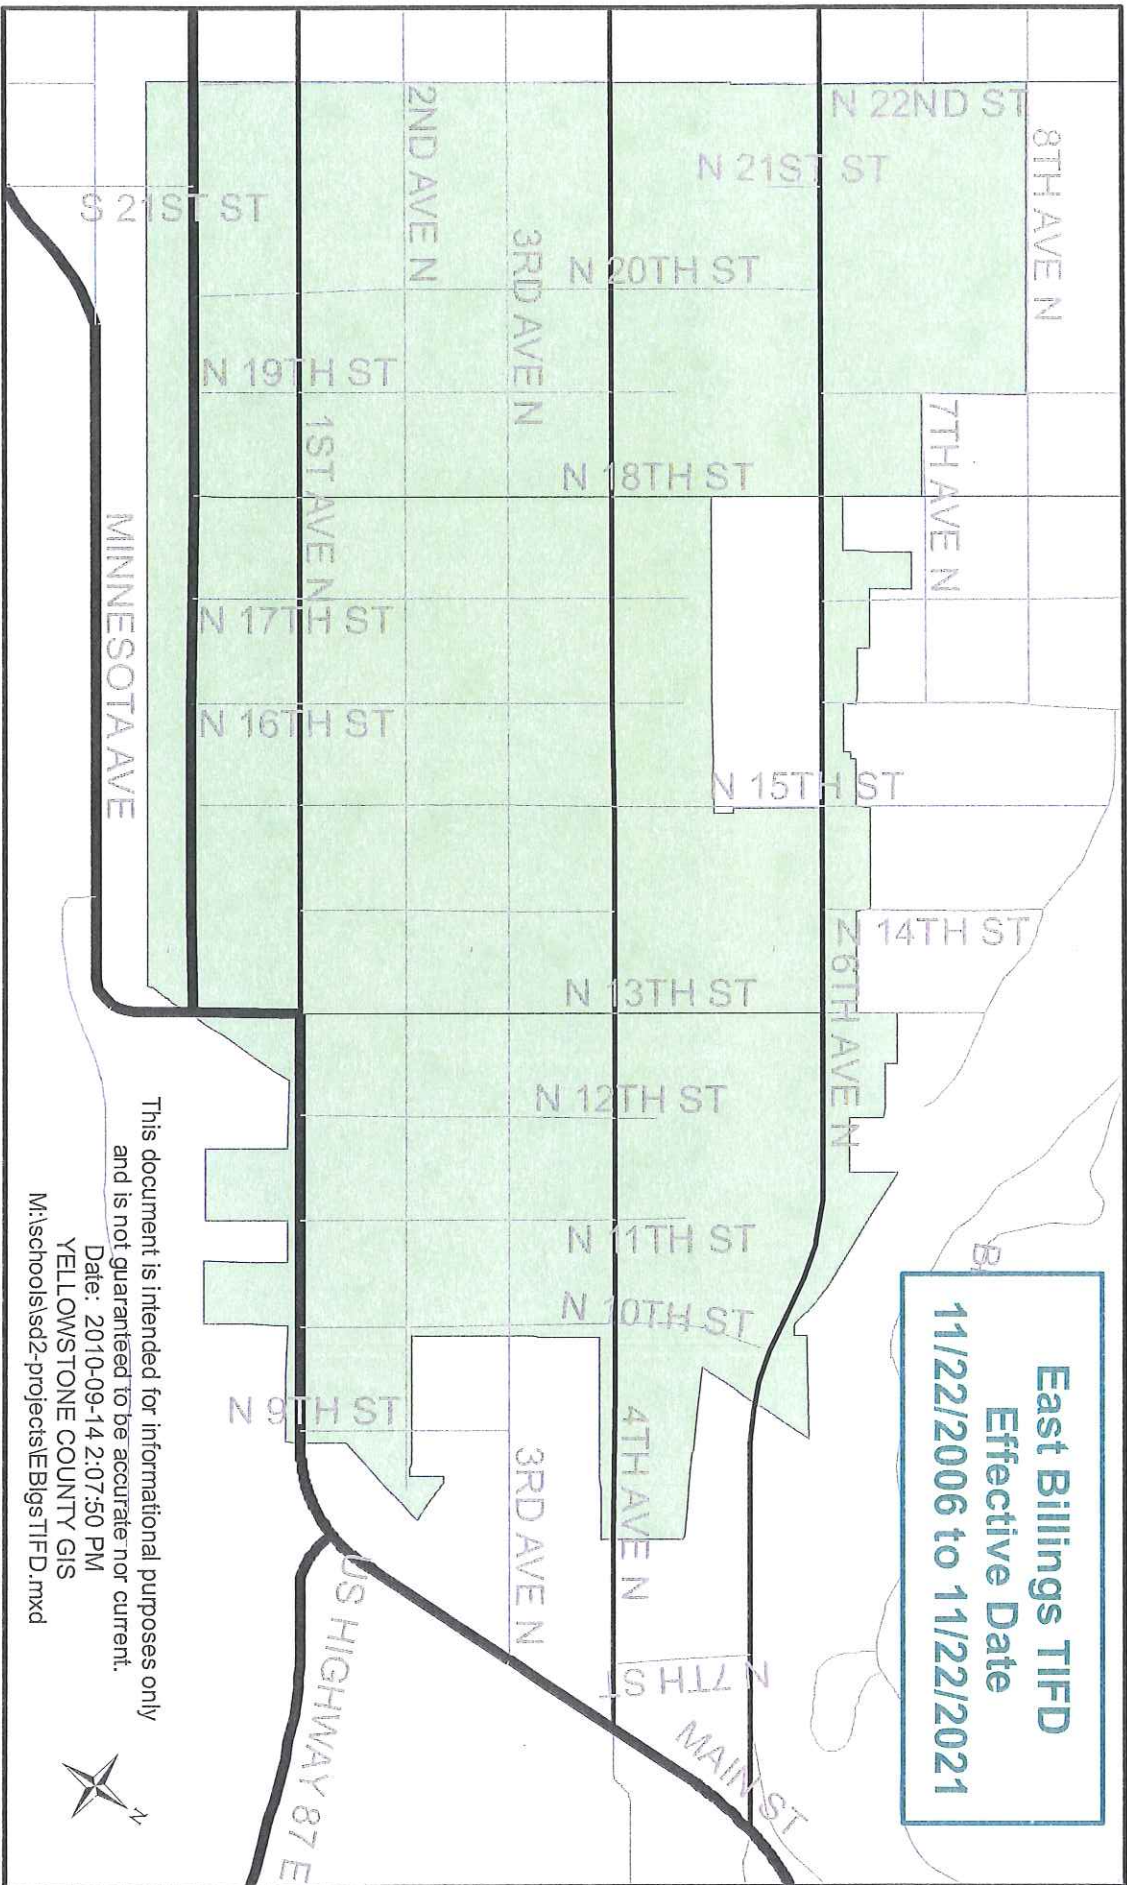 East Billings TIFD
Effective Date
11/22/2006 to 11/22/2021
8TH AVE N
N 22ND ST
N 21ST ST
2ND AVE N
S 21ST ST
3RD AVE N
N 20TH ST
N 19TH ST
1ST AVE N
N 18TH ST
7TH AVE N
MINNESOTA AVE
N 17TH ST
N 16TH ST
N 15TH ST
N 14TH ST
6TH AVE N
N 13TH ST
N 12TH ST
N 11TH ST
N 10TH ST
N 9TH ST
4TH AVE N
3RD AVE N
N 7TH ST
MAIN ST
US HIGHWAY 87 E
This document is intended for informational purposes only
and is not guaranteed to be accurate nor current.
Date: 2010-09-14 2:07:50 PM
YELLOWSTONE COUNTY GIS
M:\schools\sd2-projects\EBlgsTIFD.mxd
N